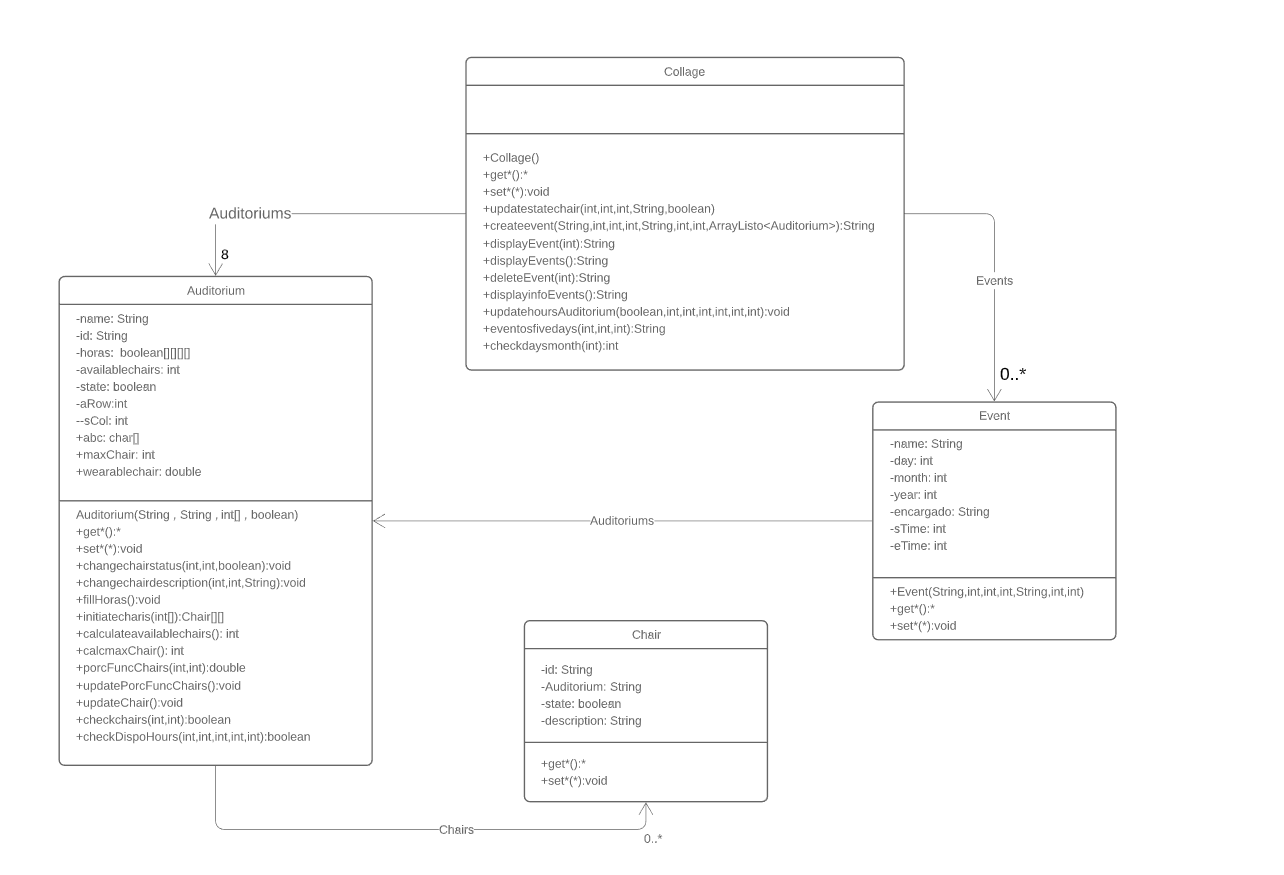 Collage
+Collage()
+get*():*
+set*(*):void
+updatestatechair(int,int,int,String,boolean)
+createevent(String,int,int,int,String,int,int,ArrayListo<Auditorium>):String
+displayEvent(int):String
+displayEvents():String
+deleteEvent(int):String
+displayinfoEvents():String
+updatehoursAuditorium(boolean,int,int,int,int,int,int):void
+eventosfivedays(int,int,int):String
+checkdaysmonth(int):int
Auditoriums
8
Events
0..*
Auditorium
-name: String
-id: String
-horas:  boolean[][][][]
-availablechairs: int
-state: boolean
-aRow:int
--sCol: int
+abc: char[]
+maxChair: int
+wearablechair: double
Auditorium(String , String , int[] , boolean)
+get*():*
+set*(*):void
+changechairstatus(int,int,boolean):void
+changechairdescription(int,int,String):void
+fillHoras():void
+initiatecharis(int[]):Chair[][]
+calculateavailablechairs(): int
+calcmaxChair(): int
+porcFuncChairs(int,int):double
+updatePorcFuncChairs():void
+updateChair():void
+checkchairs(int,int):boolean
+checkDispoHours(int,int,int,int,int):boolean
Event
-name: String
-day: int
-month: int
-year: int
-encargado: String
-sTime: int
-eTime: int
+Event(String,int,int,int,String,int,int)
+get*():*
+set*(*):void
Auditoriums
Chair
-id: String
-Auditorium: String
-state: boolean
-description: String
+get*():*
+set*(*):void
Chairs
0..*